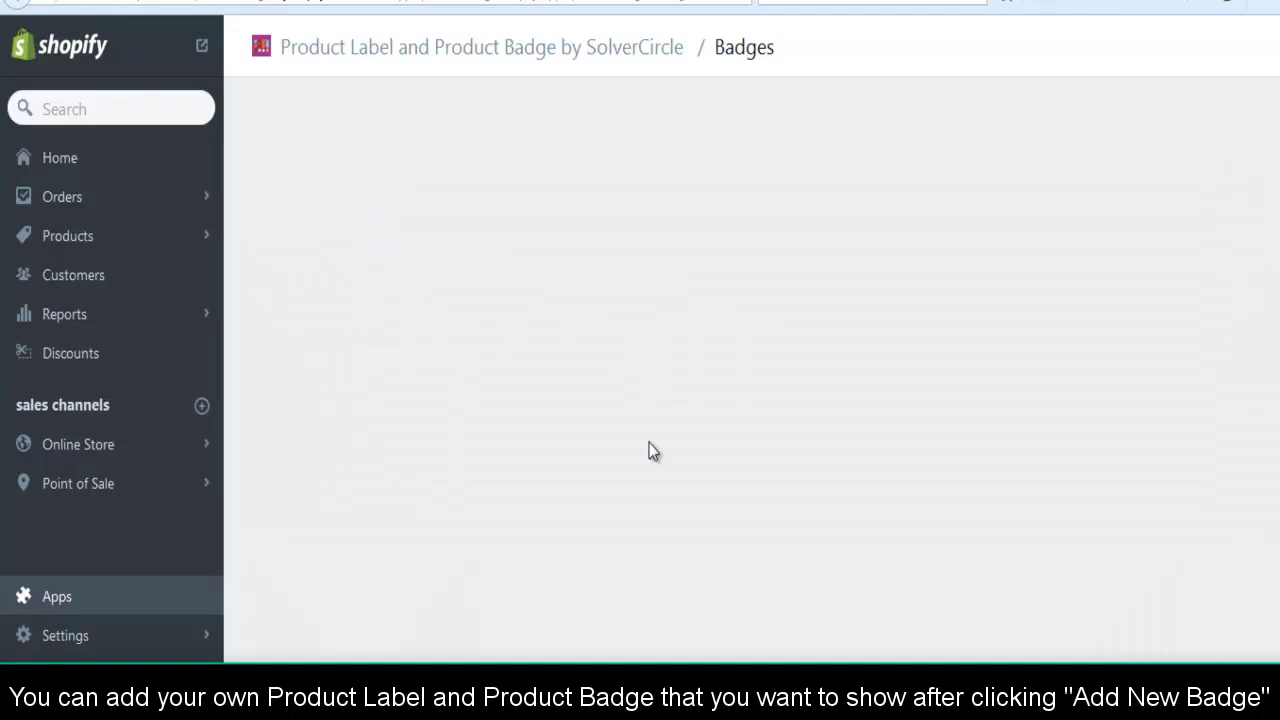 shopify
Product Label and Product Badge by SolverCircle / Badges
Search
Home
Orders
Products
Customers
Reports
Discounts
sales channels
Online Store
Point of Sale
Apps
Settings
You can add your own Product Label and Product Badge that you want to show after clicking "Add New Badge"